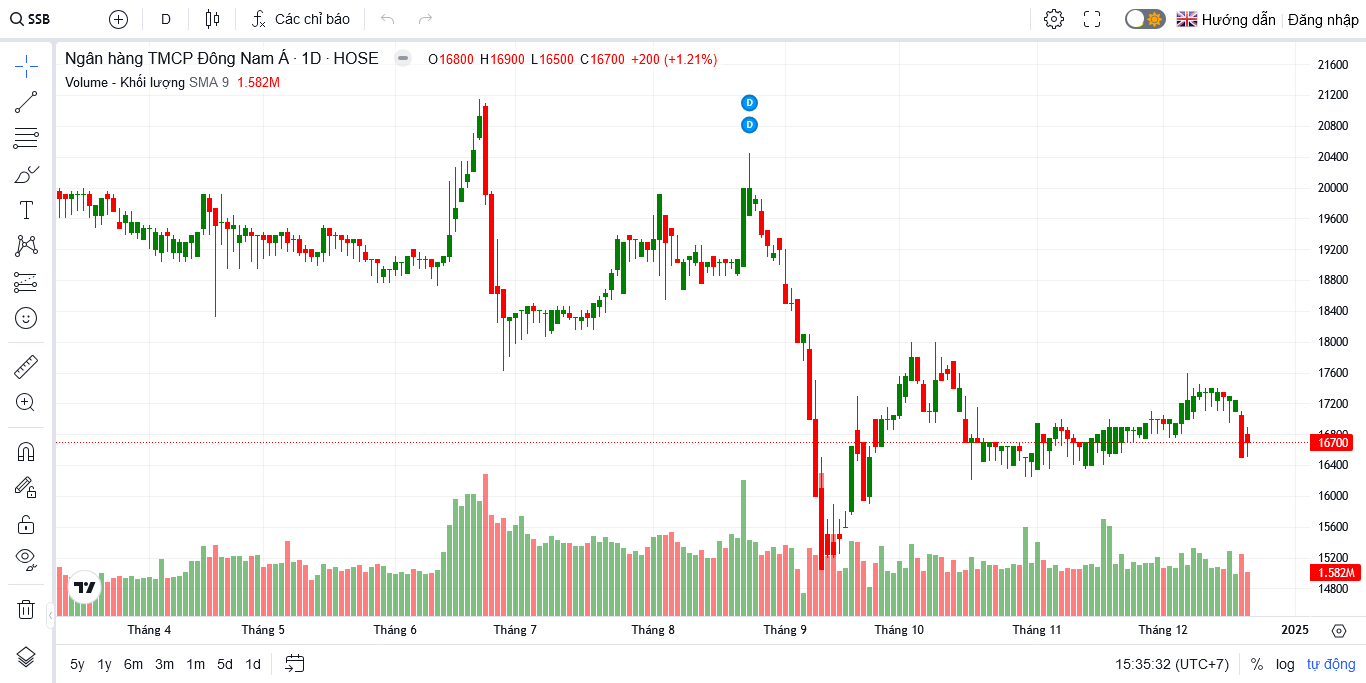 SSB D Các chỉ báo Hướng dẫn Đăng nhập
Ngân hàng TMCP Đông Nam Á · 1D · HOSE O16800 H16900 L16500 C16700 +200 (+1.21%)
Volume - Khối lượng SMA 9 1.582M
D
D
21600
21200
20800
20400
20000
19600
19200
18800
18400
18000
17600
17200
16800
16700
16400
16000
15600
15200
1.582M
14800
Tháng 4 Tháng 5 Tháng 6 Tháng 7 Tháng 8 Tháng 9 Tháng 10 Tháng 11 Tháng 12 2025
5y 1y 6m 3m 1m 5d 1d 15:35:32 (UTC+7) % log tự động